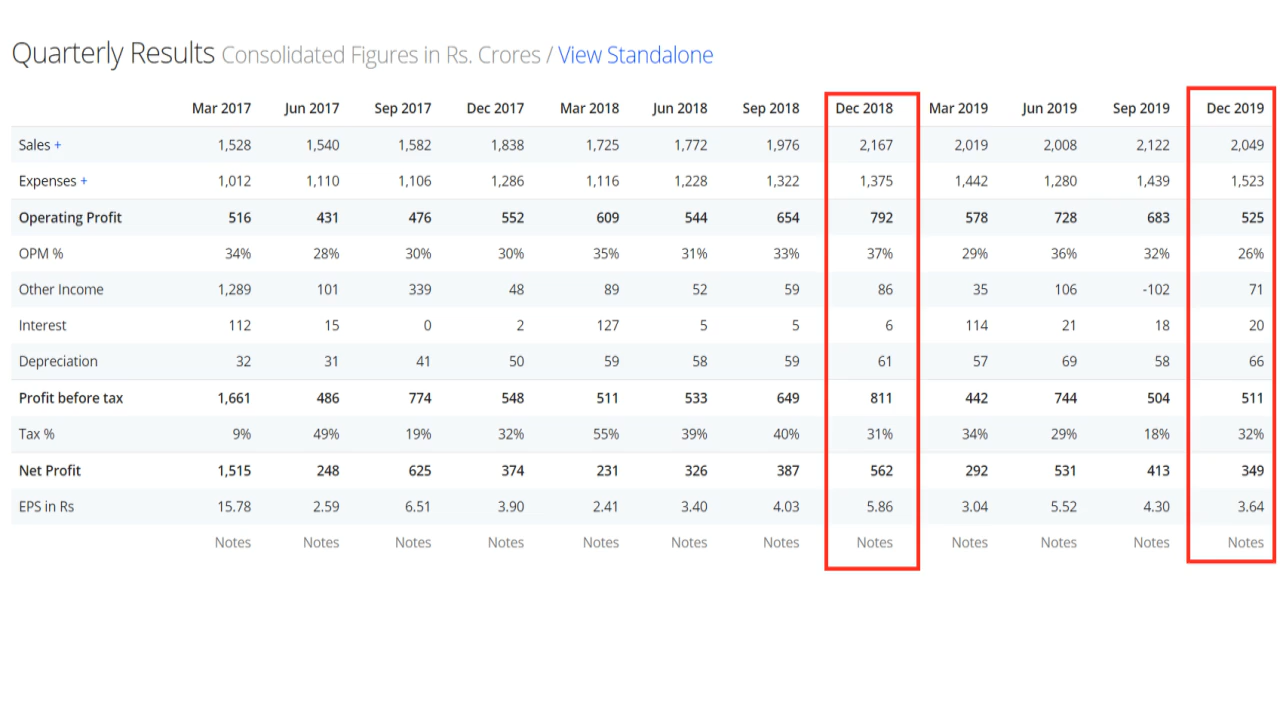 Quarterly Results Consolidated Figures in Rs. Crores / View Standalone
Mar 2017 Jun 2017 Sep 2017 Dec 2017 Mar 2018 Jun 2018 Sep 2018 Dec 2018 Mar 2019 Jun 2019 Sep 2019 Dec 2019
Sales + 1,528 1,540 1,582 1,838 1,725 1,772 1,976 2,167 2,019 2,008 2,122 2,049
Expenses + 1,012 1,110 1,106 1,286 1,116 1,228 1,322 1,375 1,442 1,280 1,439 1,523
Operating Profit 516 431 476 552 609 544 654 792 578 728 683 525
OPM % 34% 28% 30% 30% 35% 31% 33% 37% 29% 36% 32% 26%
Other Income 1,289 101 339 48 89 52 59 86 35 106 -102 71
Interest 112 15 0 2 127 5 5 6 114 21 18 20
Depreciation 32 31 41 50 59 58 59 61 57 69 58 66
Profit before tax 1,661 486 774 548 511 533 649 811 442 744 504 511
Tax % 9% 49% 19% 32% 55% 39% 40% 31% 34% 29% 18% 32%
Net Profit 1,515 248 625 374 231 326 387 562 292 531 413 349
EPS in Rs 15.78 2.59 6.51 3.90 2.41 3.40 4.03 5.86 3.04 5.52 4.30 3.64
Notes Notes Notes Notes Notes Notes Notes Notes Notes Notes Notes Notes